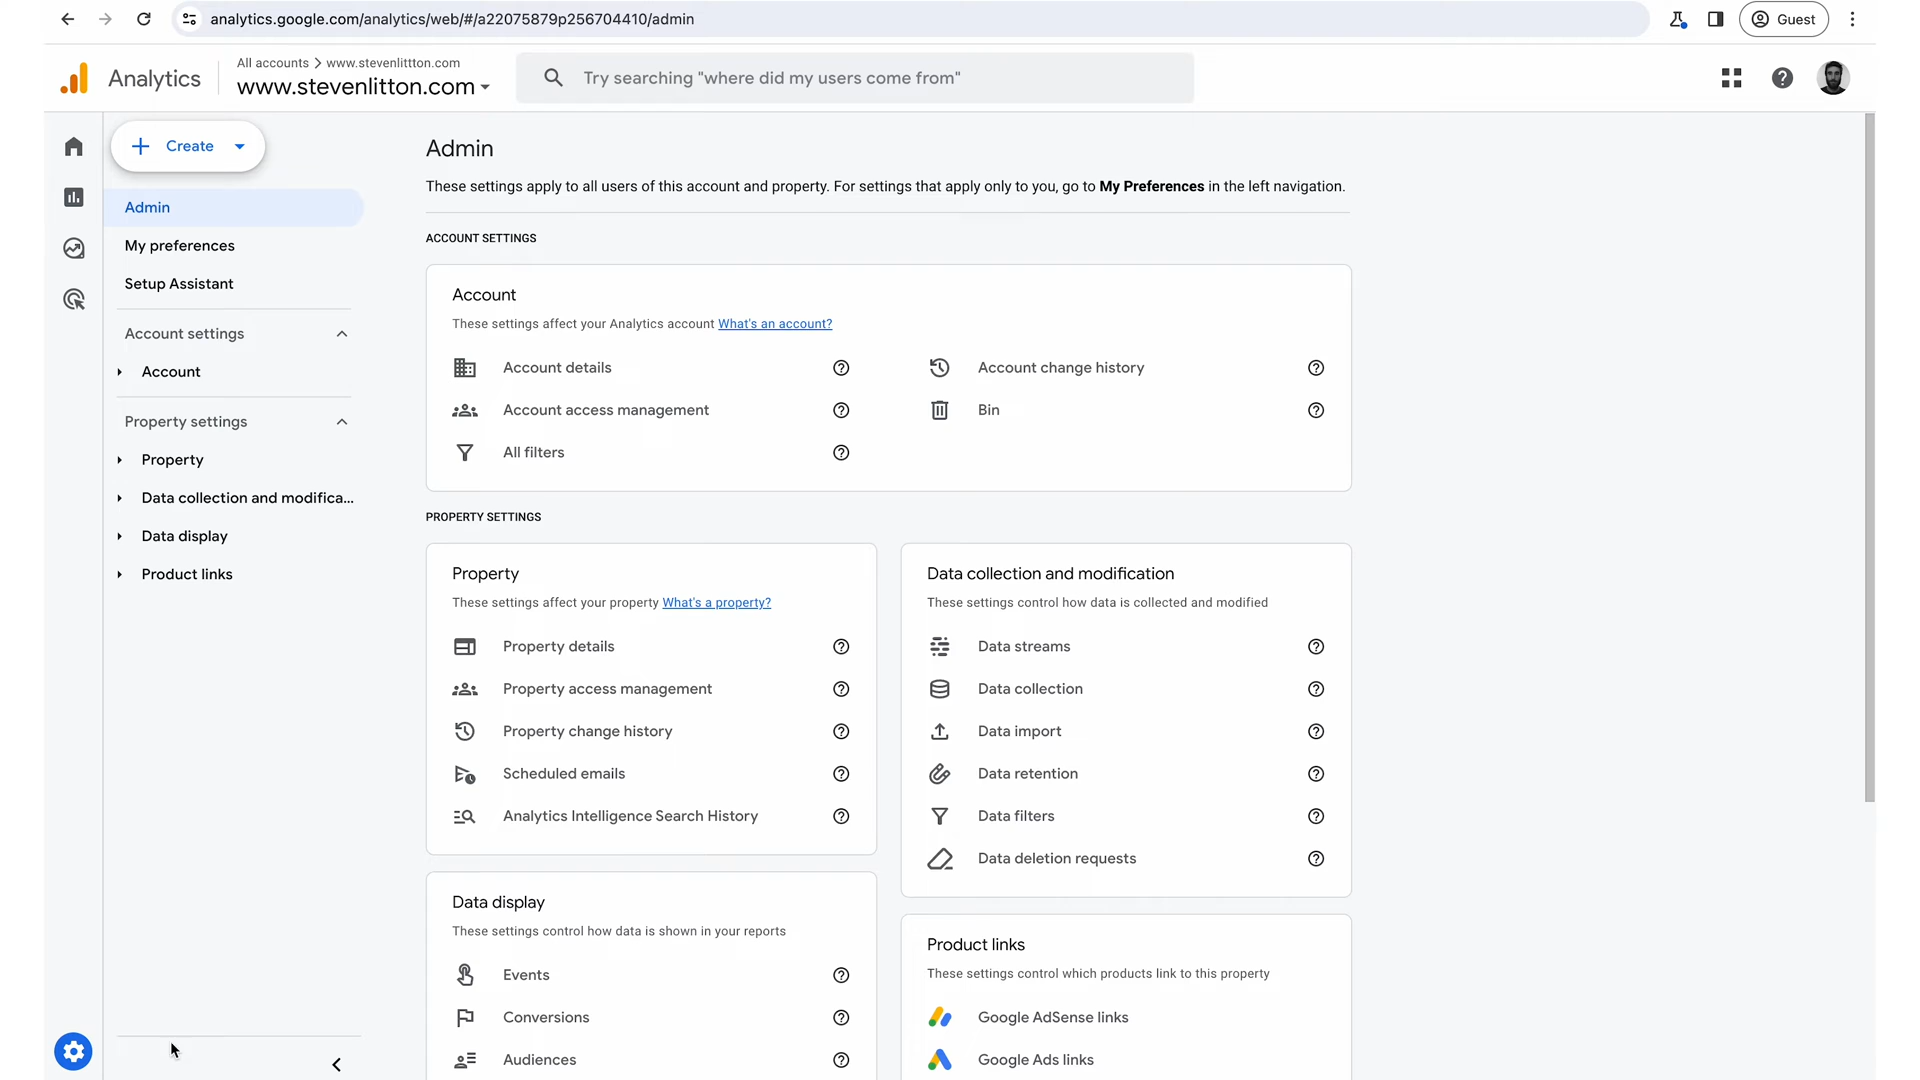 analytics.google.com/analytics/web/#/a22075879p256704410/admin
Guest
Analytics
All accounts > www.stevenlittton.com
www.stevenlitton.com
Try searching "where did my users come from"
Create
Admin
My preferences
Setup Assistant
Account settings
Account
Property settings
Property
Data collection and modifica...
Data display
Product links
Admin
These settings apply to all users of this account and property. For settings that apply only to you, go to My Preferences in the left navigation.
ACCOUNT SETTINGS
Account
These settings affect your Analytics account What's an account?
Account details
Account change history
Account access management
Bin
All filters
PROPERTY SETTINGS
Property
These settings affect your property What's a property?
Property details
Property access management
Property change history
Scheduled emails
Analytics Intelligence Search History
Data collection and modification
These settings control how data is collected and modified
Data streams
Data collection
Data import
Data retention
Data filters
Data deletion requests
Data display
These settings control how data is shown in your reports
Events
Conversions
Audiences
Product links
These settings control which products link to this property
Google AdSense links
Google Ads links